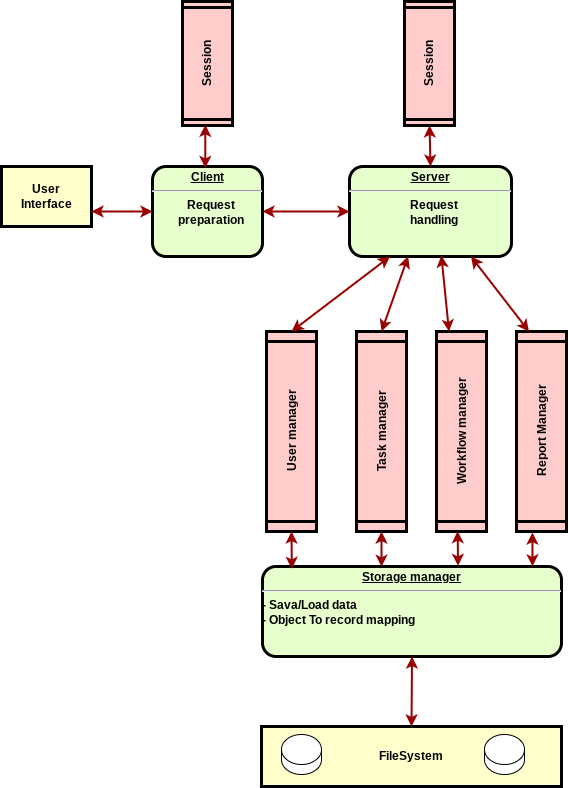 Session
Session
User
Interface
Client
Request
preparation
Server
Request
handling
User manager
Task manager
Workflow manager
Report Manager
Storage manager
- Sava/Load data
- Object To record mapping
FileSystem